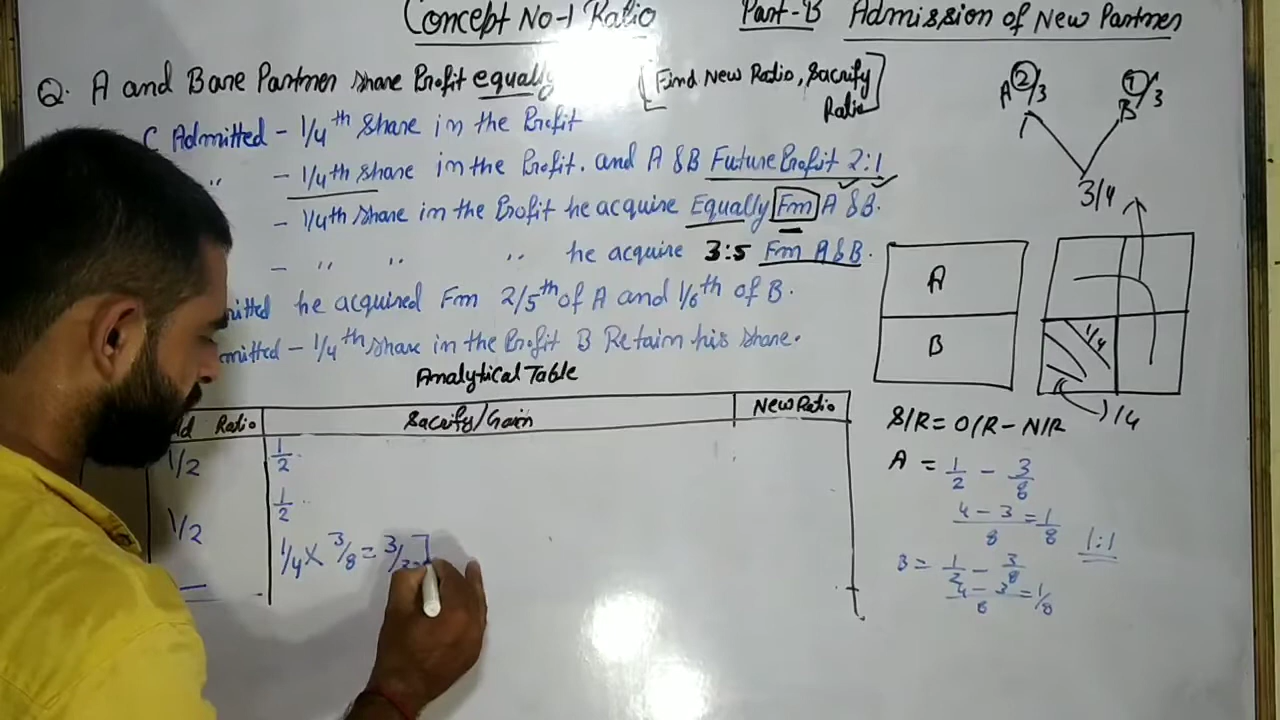 Concept No-1 Ratio Part-B Admission of New Partner
Q. A and B are Partner share Profit equally [Find New Ratio, Sacrify Ratio]
C Admitted - 1/4th Share in the Profit
" - 1/4th share in the Profit. and A & B Future Profit 2:1
- 1/4th share in the Profit he acquire Equally Fm A & B.
- " " " he acquire 3:5 Fm A & B.
mitted he acquired Fm 2/5th of A and 1/6th of B.
mitted - 1/4th share in the Profit B Retain his share.
Analytical Table
ld Ratio Sacrify/Gain New Ratio
1/2 1/2
1/2 1/2
1/4 × 3/8 = 3/32
A 2/3 B 1/3
3/4
A
B
1/4
1/4
S/R = O/R - N/R
A = 1/2 - 3/8
4 - 3 / 8 = 1/8
1:1
B = 1/2 - 3/8
4 - 3 / 8 = 1/8